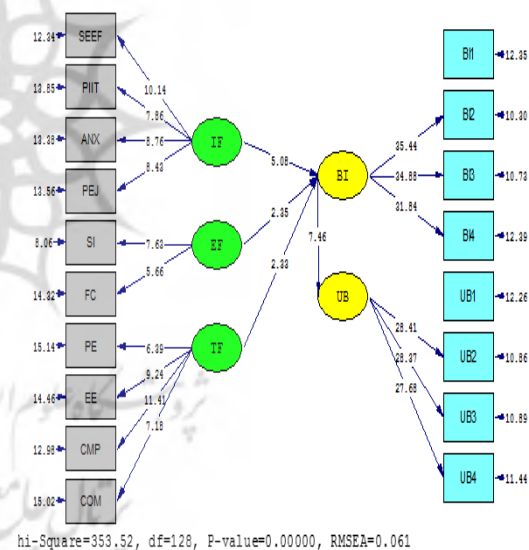 12.34 SEEF
13.85 PIIT
13.38 ANX
13.56 PEJ
8.06 SI
14.32 FC
15.14 PE
14.46 EE
12.98 CMP
15.02 COM
10.14
7.86
8.76
8.43
7.63
5.66
6.39
9.24
11.41
7.18
IF
EF
TF
5.08
2.35
2.33
BI
7.46
UB
35.44
34.88
31.84
28.41
28.37
27.68
BI1 12.35
BI2 10.30
BI3 10.73
BI4 12.39
UB1 12.26
UB2 10.86
UB3 10.89
UB4 11.44
hi-Square=353.52, df=128, P-value=0.00000, RMSEA=0.061